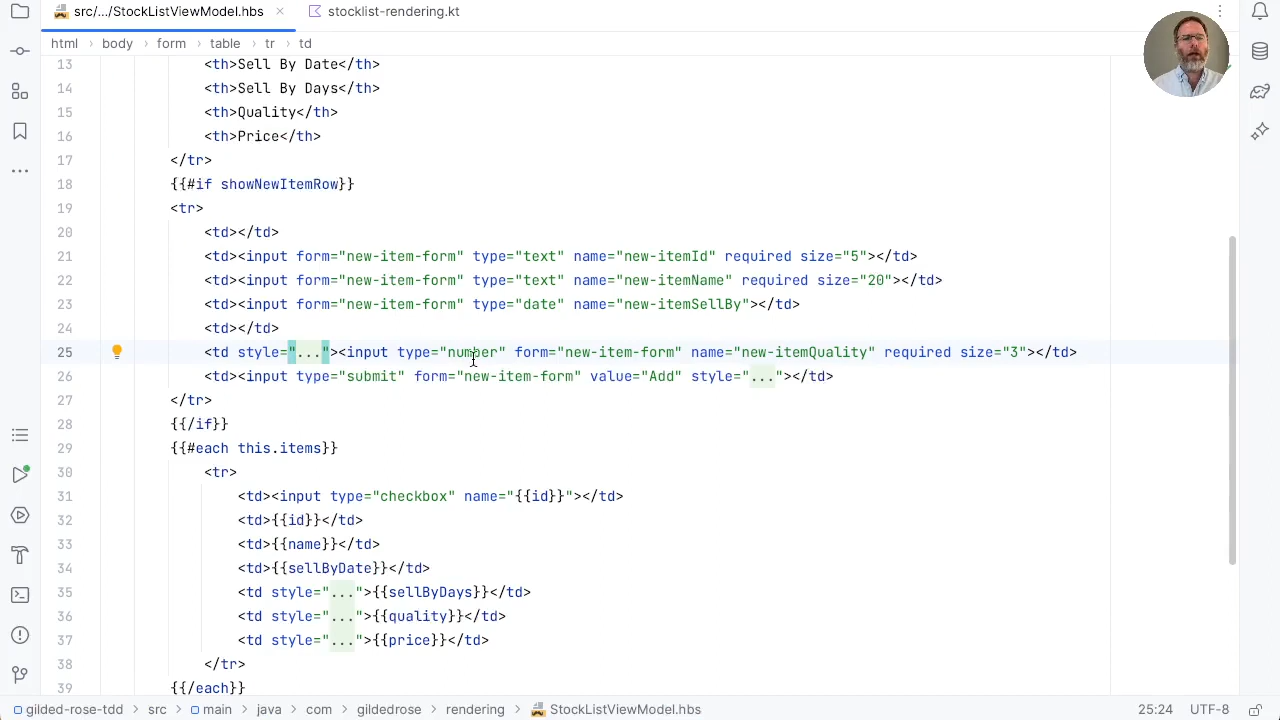 src/.../StockListViewModel.hbs × stocklist-rendering.kt
html › body › form › table › tr › td
13 <th>Sell By Date</th>
14 <th>Sell By Days</th>
15 <th>Quality</th>
16 <th>Price</th>
17 </tr>
18 {{#if showNewItemRow}}
19 <tr>
20 <td></td>
21 <td><input form="new-item-form" type="text" name="new-itemId" required size="5"></td>
22 <td><input form="new-item-form" type="text" name="new-itemName" required size="20"></td>
23 <td><input form="new-item-form" type="date" name="new-itemSellBy"></td>
24 <td></td>
25 <td style="..."><input type="number" form="new-item-form" name="new-itemQuality" required size="3"></td>
26 <td><input type="submit" form="new-item-form" value="Add" style="..."></td>
27 </tr>
28 {{/if}}
29 {{#each this.items}}
30 <tr>
31 <td><input type="checkbox" name="{{id}}"></td>
32 <td>{{id}}</td>
33 <td>{{name}}</td>
34 <td>{{sellByDate}}</td>
35 <td style="...">{{sellByDays}}</td>
36 <td style="...">{{quality}}</td>
37 <td style="...">{{price}}</td>
38 </tr>
39 {{/each}}
gilded-rose-tdd › src › main › java › com › gildedrose › rendering › StockListViewModel.hbs 25:24 UTF-8